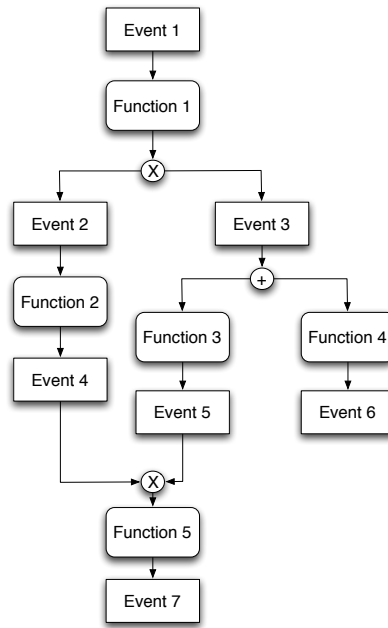 Event 1
Function 1
X
Event 2
Event 3
Function 2
+
Function 3
Function 4
Event 4
Event 5
Event 6
X
Function 5
Event 7